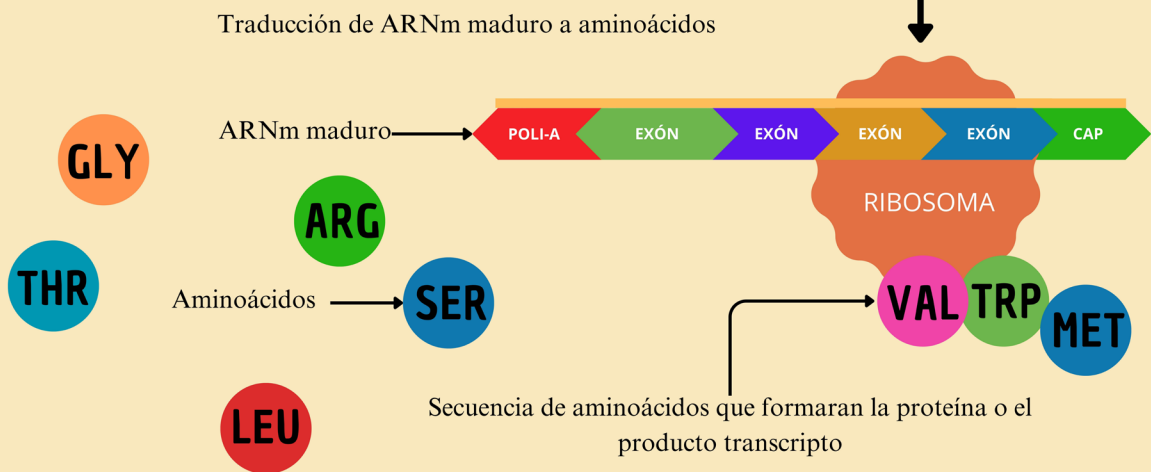 Traducción de ARNm maduro a aminoácidos
ARNm maduro
POLI-A
EXÓN
EXÓN
EXÓN
EXÓN
CAP
GLY
RIBOSOMA
ARG
THR
Aminoácidos
SER
VAL
TRP
MET
LEU
Secuencia de aminoácidos que formaran la proteína o el
producto transcripto